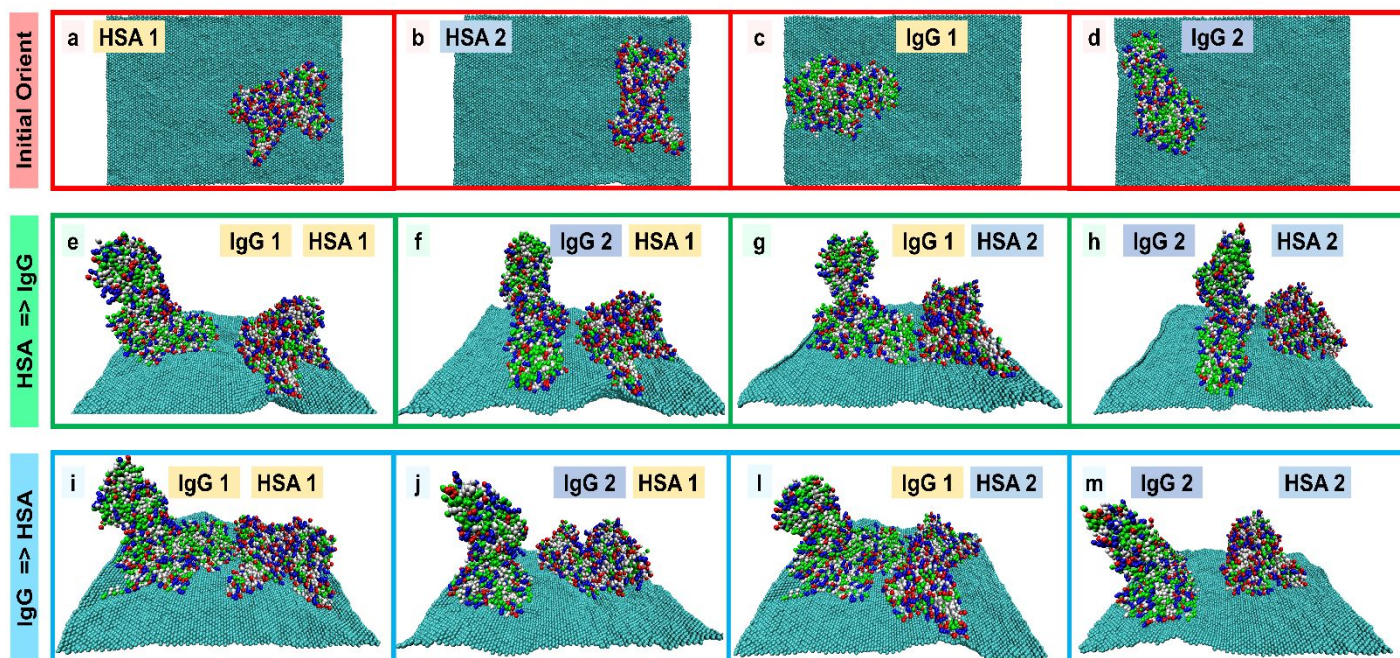 Initial Orient
a HSA 1
b HSA 2
c IgG 1
d IgG 2
HSA => IgG
e IgG 1 HSA 1
f IgG 2 HSA 1
g IgG 1 HSA 2
h IgG 2 HSA 2
IgG => HSA
i IgG 1 HSA 1
j IgG 2 HSA 1
l IgG 1 HSA 2
m IgG 2 HSA 2